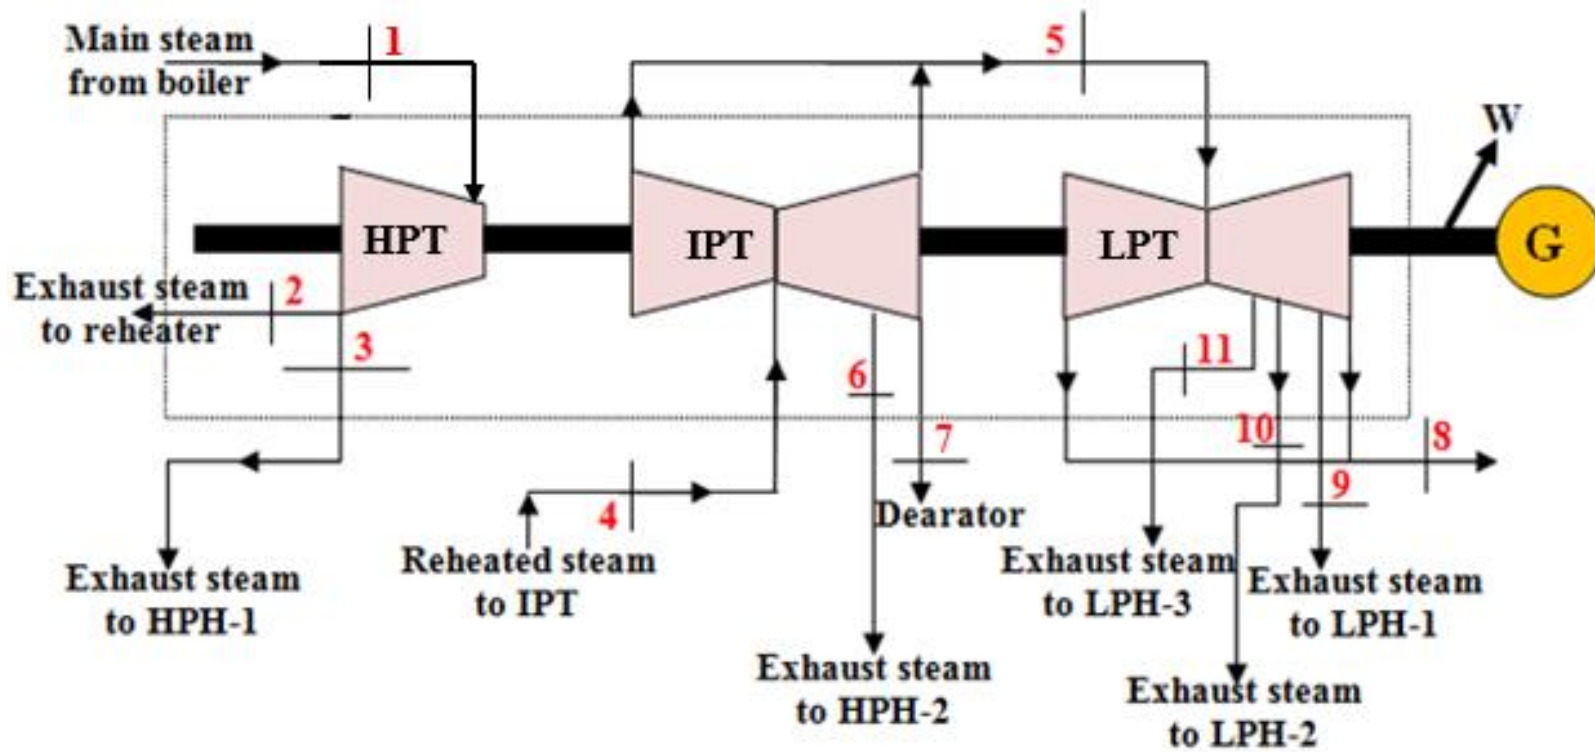 Main steam
from boiler
1
5
W
HPT
IPT
LPT
G
Exhaust steam
to reheater
2
3
6
11
7
10
8
4
9
Dearator
Reheated steam
to IPT
Exhaust steam
to HPH-1
Exhaust steam
to LPH-3
Exhaust steam
to LPH-1
Exhaust steam
to HPH-2
Exhaust steam
to LPH-2